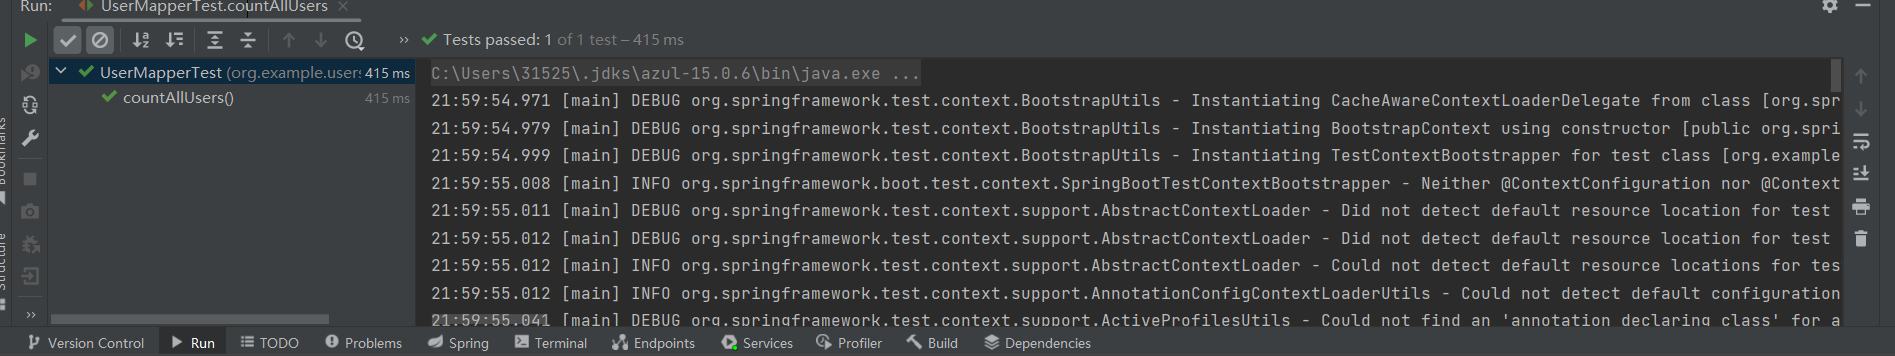 Run: UserMapperTest.countAllUsers
Tests passed: 1 of 1 test – 415 ms
UserMapperTest (org.example.users 415 ms
countAllUsers() 415 ms
C:\Users\31525\.jdks\azul-15.0.6\bin\java.exe ...
21:59:54.971 [main] DEBUG org.springframework.test.context.BootstrapUtils - Instantiating CacheAwareContextLoaderDelegate from class [org.spr
21:59:54.979 [main] DEBUG org.springframework.test.context.BootstrapUtils - Instantiating BootstrapContext using constructor [public org.spri
21:59:54.999 [main] DEBUG org.springframework.test.context.BootstrapUtils - Instantiating TestContextBootstrapper for test class [org.example
21:59:55.008 [main] INFO org.springframework.boot.test.context.SpringBootTestContextBootstrapper - Neither @ContextConfiguration nor @Context
21:59:55.011 [main] DEBUG org.springframework.test.context.support.AbstractContextLoader - Did not detect default resource location for test
21:59:55.012 [main] DEBUG org.springframework.test.context.support.AbstractContextLoader - Did not detect default resource location for test
21:59:55.012 [main] INFO org.springframework.test.context.support.AbstractContextLoader - Could not detect default resource locations for tes
21:59:55.012 [main] INFO org.springframework.test.context.support.AnnotationConfigContextLoaderUtils - Could not detect default configuration
21:59:55.041 [main] DEBUG org.springframework.test.context.support.ActiveProfilesUtils - Could not find an 'annotation declaring class' for a
Bookmarks
Structure
Version Control Run TODO Problems Spring Terminal Endpoints Services Profiler Build Dependencies